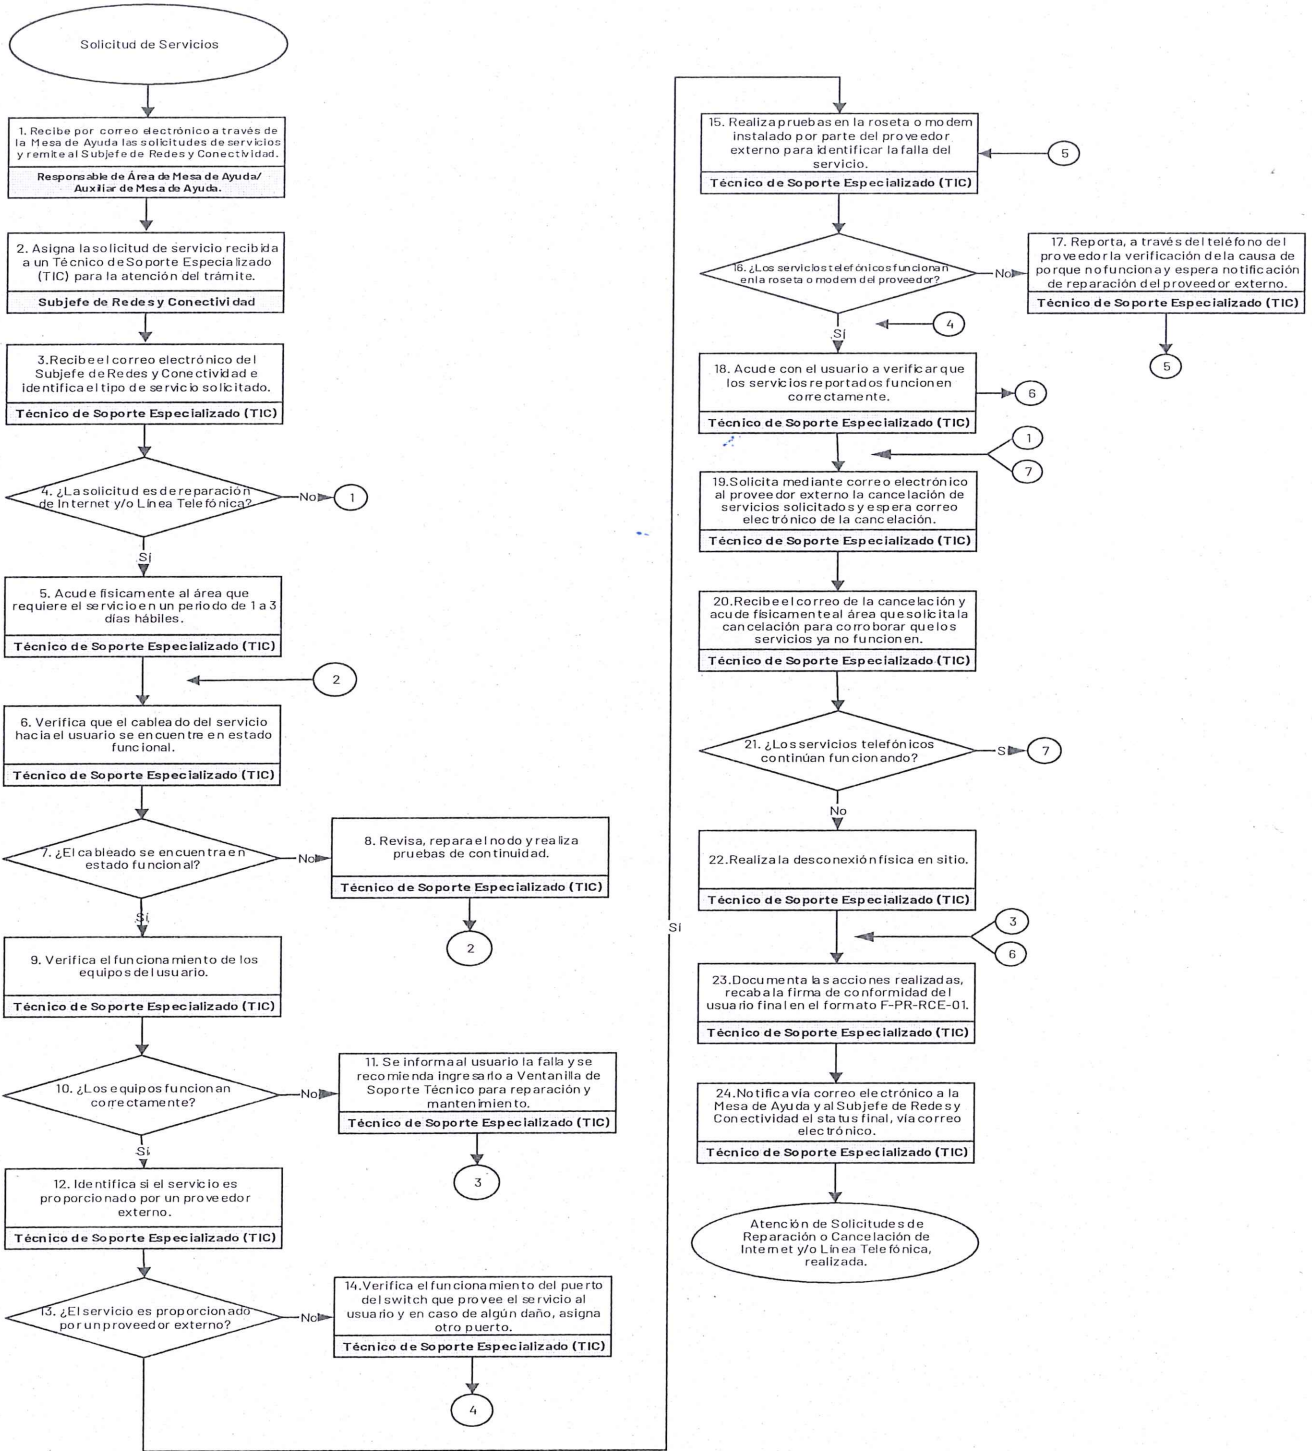 Solicitud de Servicios
1. Recibe por correo electrónico a través de
la Mesa de Ayuda las solicitudes de servicios
y remite al Subjefe de Redes y Conectividad.
Responsable de Área de Mesa de Ayuda/
Auxiliar de Mesa de Ayuda.
2. Asigna la solicitud de servicio recibida
a un Técnico de Soporte Especializado
(TIC) para la atención del trámite.
Subjefe de Redes y Conectividad
3.Recibe el correo electrónico del
Subjefe de Redes y Conectividad e
identifica el tipo de servicio solicitado.
Técnico de Soporte Especializado (TIC)
4. ¿La solicitud es de reparación
de Internet y/o Línea Telefónica?
No
1
Sí
5. Acude físicamente al área que
requiere el servicio en un periodo de 1 a 3
días hábiles.
Técnico de Soporte Especializado (TIC)
2
6. Verifica que el cableado del servicio
hacia el usuario se encuentre en estado
funcional.
Técnico de Soporte Especializado (TIC)
7. ¿El cableado se encuentra en
estado funcional?
No
8. Revisa, repara el nodo y realiza
pruebas de continuidad.
Técnico de Soporte Especializado (TIC)
2
Sí
9. Verifica el funcionamiento de los
equipos del usuario.
Técnico de Soporte Especializado (TIC)
10. ¿Los equipos funcionan
correctamente?
No
11. Se informa al usuario la falla y se
recomienda ingresarlo a Ventanilla de
Soporte Técnico para reparación y
mantenimiento.
Técnico de Soporte Especializado (TIC)
3
Sí
12. Identifica si el servicio es
proporcionado por un proveedor
externo.
Técnico de Soporte Especializado (TIC)
13. ¿El servicio es proporcionado
por un proveedor externo?
No
14.Verifica el funcionamiento del puerto
del switch que provee el servicio al
usuario y en caso de algún daño, asigna
otro puerto.
Técnico de Soporte Especializado (TIC)
4
Sí
15. Realiza pruebas en la roseta o modem
instalado por parte del proveedor
externo para identificar la falla del
servicio.
Técnico de Soporte Especializado (TIC)
5
16. ¿Los servicios telefónicos funcionan
en la roseta o modem del proveedor?
No
17. Reporta, a través del teléfono del
proveedor la verificación de la causa de
porque no funciona y espera notificación
de reparación del proveedor externo.
Técnico de Soporte Especializado (TIC)
5
Sí
4
18. Acude con el usuario a verificar que
los servicios reportados funcionen
correctamente.
Técnico de Soporte Especializado (TIC)
6
1
7
19.Solicita mediante correo electrónico
al proveedor externo la cancelación de
servicios solicitados y espera correo
electrónico de la cancelación.
Técnico de Soporte Especializado (TIC)
20.Recibe el correo de la cancelación y
acude físicamente al área que solicita la
cancelación para corroborar que los
servicios ya no funcionen.
Técnico de Soporte Especializado (TIC)
21. ¿Los servicios telefónicos
continúan funcionando?
S
7
No
22.Realiza la desconexión física en sitio.
Técnico de Soporte Especializado (TIC)
3
6
23.Documenta las acciones realizadas,
recaba la firma de conformidad del
usuario final en el formato F-PR-RCE-01.
Técnico de Soporte Especializado (TIC)
24.Notifica vía correo electrónico a la
Mesa de Ayuda y al Subjefe de Redes y
Conectividad el status final, vía correo
electrónico.
Técnico de Soporte Especializado (TIC)
Atención de Solicitudes de
Reparación o Cancelación de
Internet y/o Línea Telefónica,
realizada.